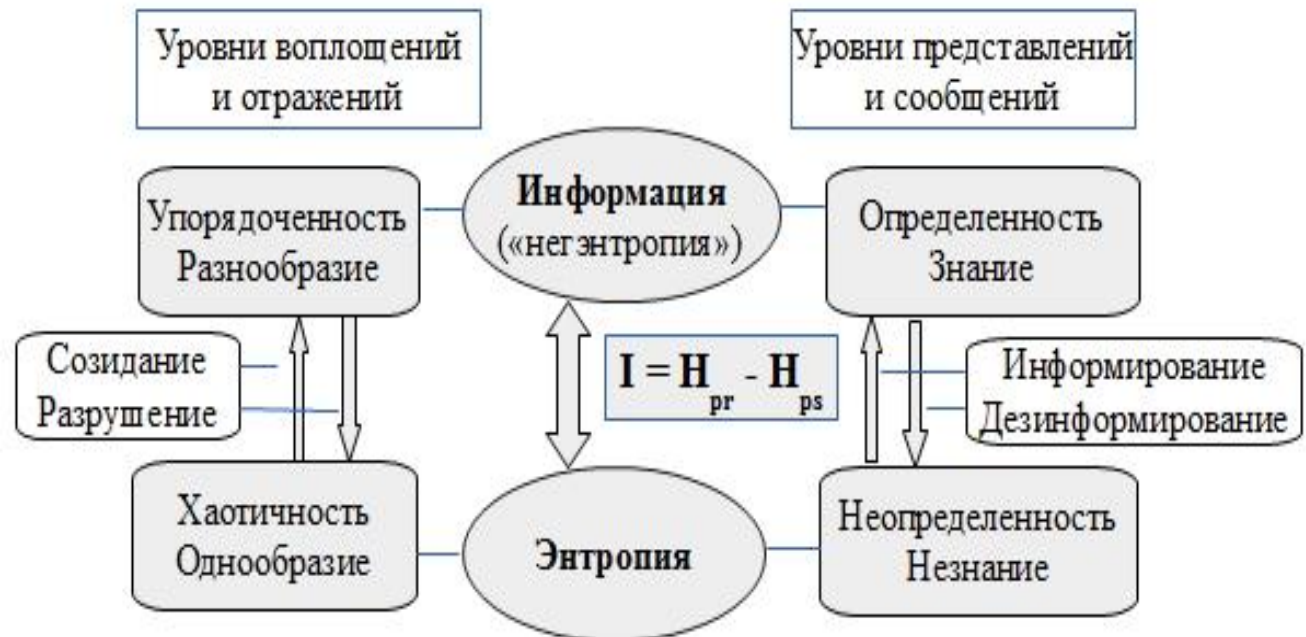 Уровни воплощений
и отражений
Уровни представлений
и сообщений
Упорядоченность
Разнообразие
Информация
(«негэнтропия»)
Определенность
Знание
Созидание
Разрушение
I = H pr - H ps
Информирование
Дезинформирование
Хаотичность
Однообразие
Энтропия
Неопределенность
Незнание